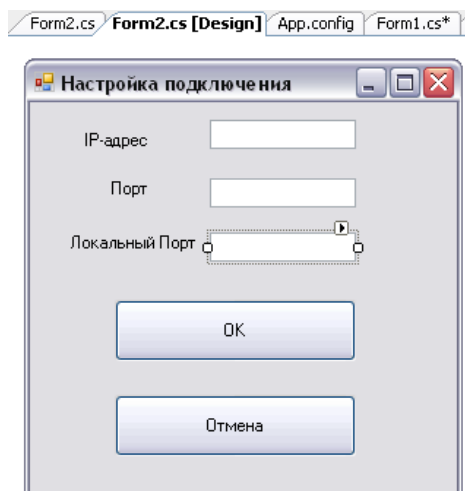 Form2.cs Form2.cs [Design] App.config Form1.cs*
Настройка подключения
IP-адрес
Порт
Локальный Порт
OK
Отмена